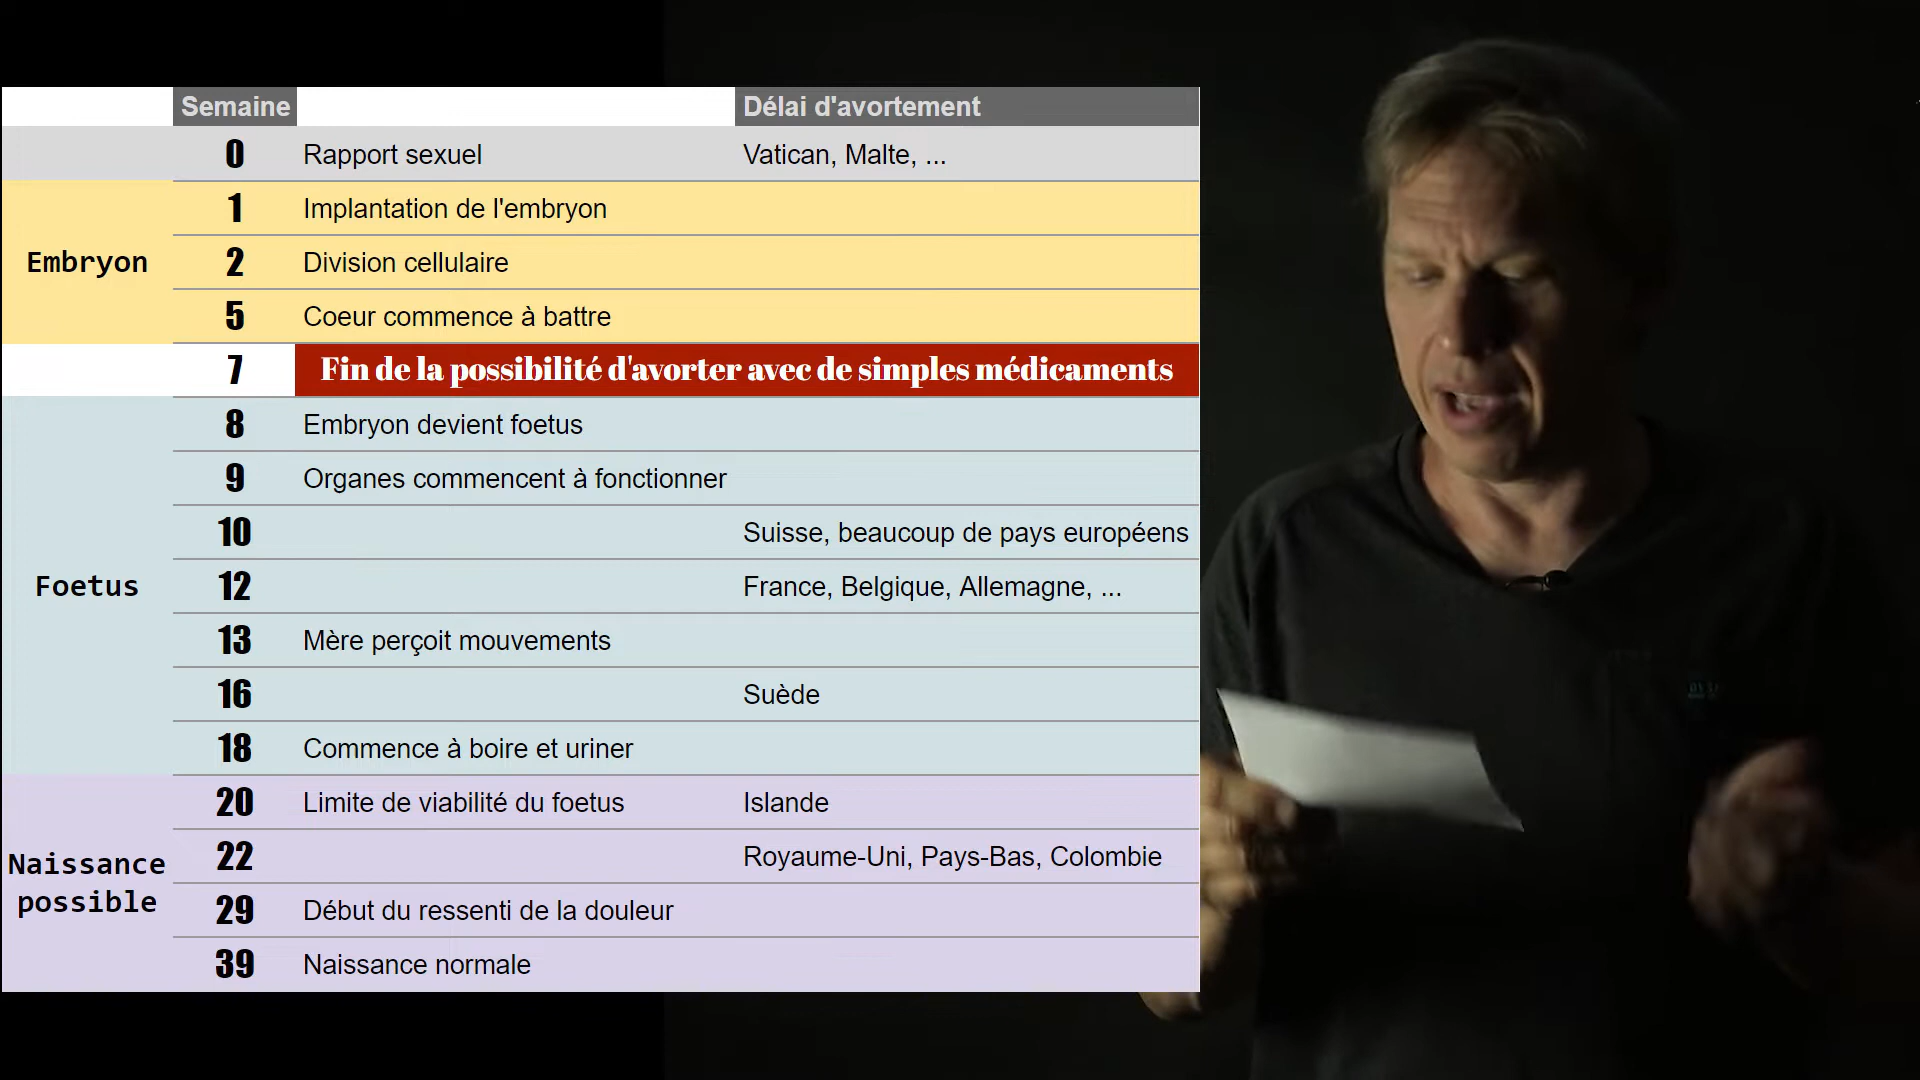 Semaine Délai d'avortement
0 Rapport sexuel Vatican, Malte, ...
Embryon
1 Implantation de l'embryon
2 Division cellulaire
5 Coeur commence à battre
7 Fin de la possibilité d'avorter avec de simples médicaments
Foetus
8 Embryon devient foetus
9 Organes commencent à fonctionner
10 Suisse, beaucoup de pays européens
12 France, Belgique, Allemagne, ...
13 Mère perçoit mouvements
16 Suède
18 Commence à boire et uriner
Naissance
possible
20 Limite de viabilité du foetus Islande
22 Royaume-Uni, Pays-Bas, Colombie
29 Début du ressenti de la douleur
39 Naissance normale